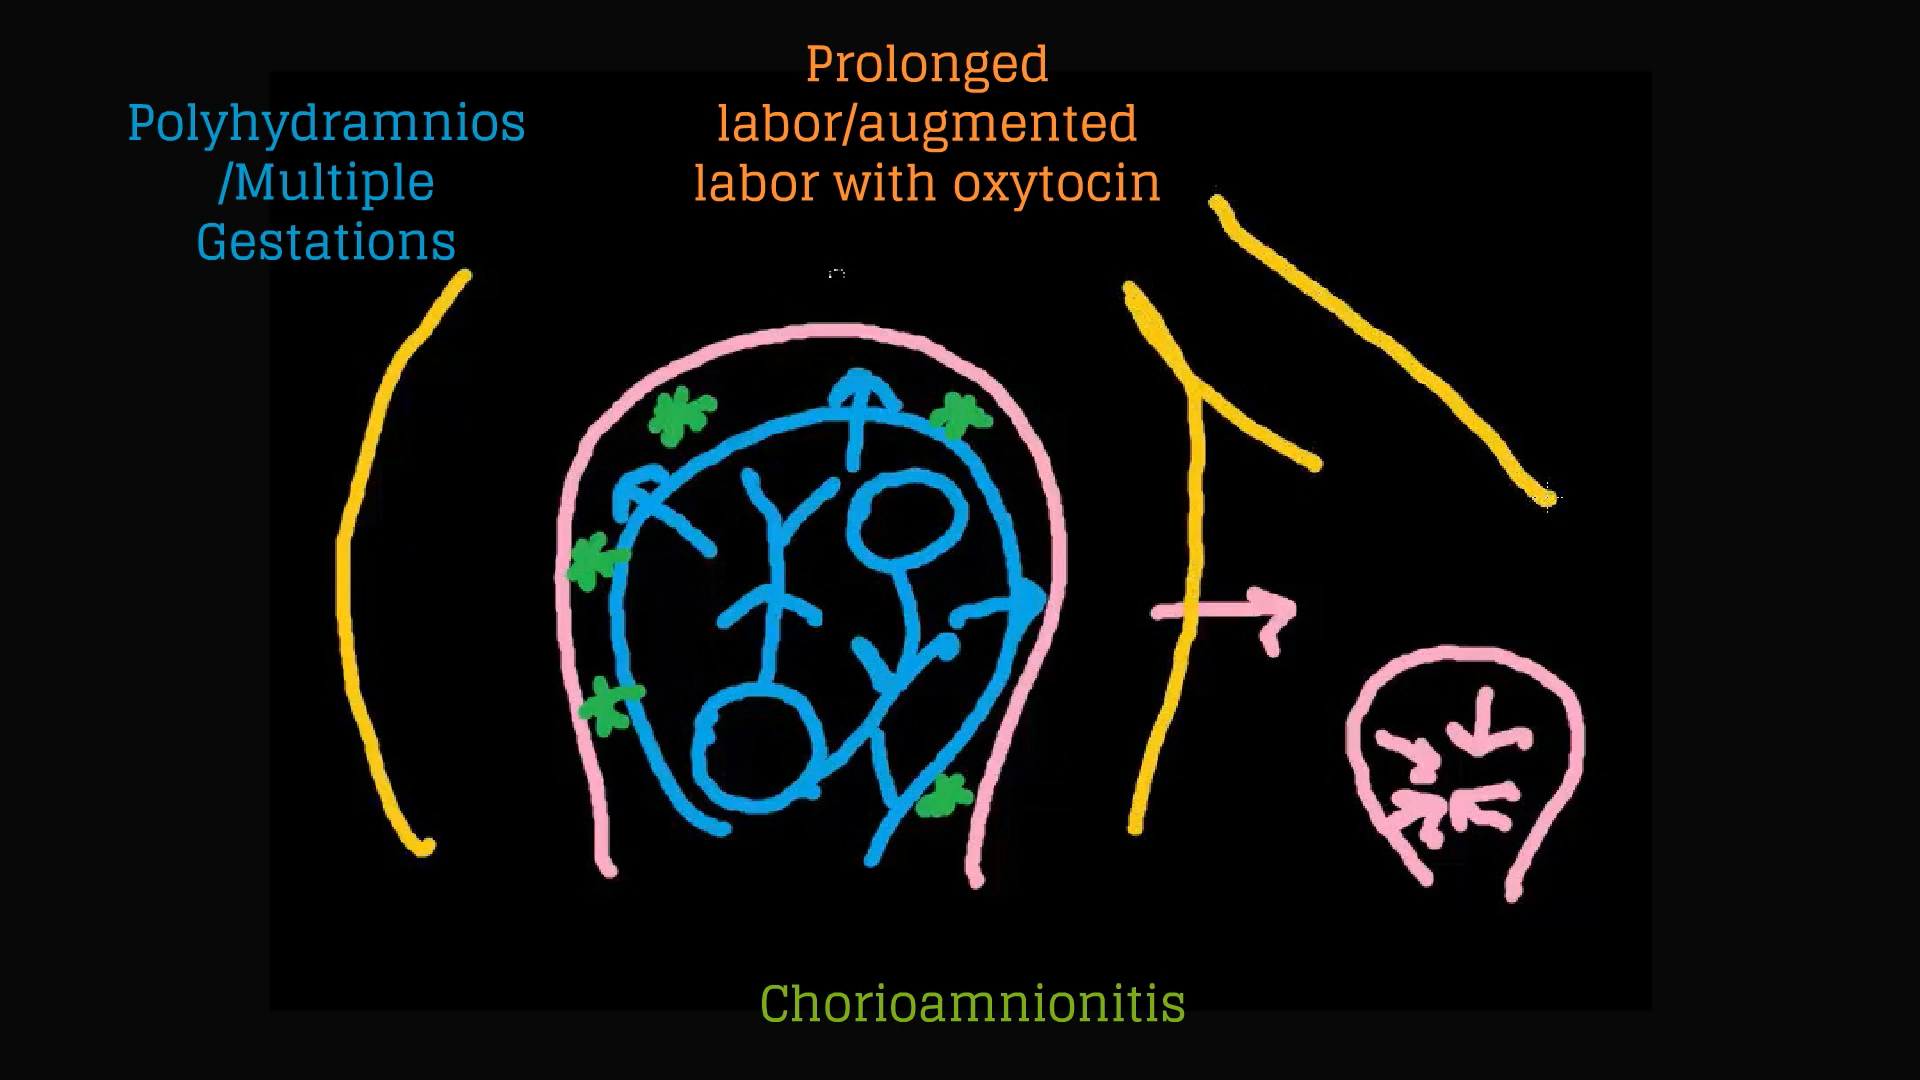 Polyhydramnios
/Multiple
Gestations
Prolonged
labor/augmented
labor with oxytocin
Chorioamnionitis